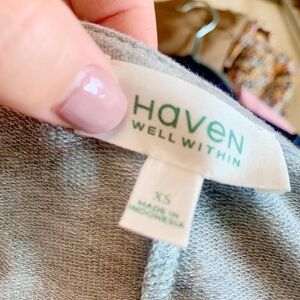 Haven
WELL WITHIN
XS
MADE IN
INDONESIA